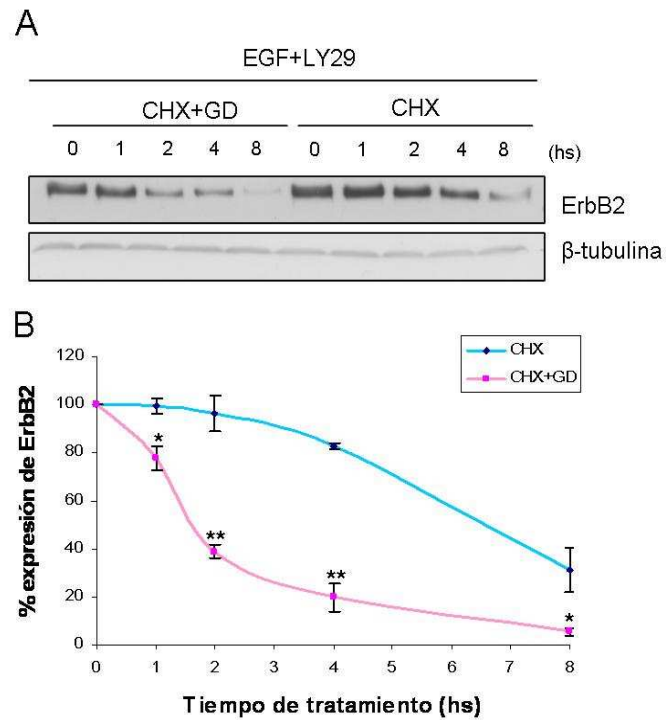 A
EGF+LY29
CHX+GD CHX
0 1 2 4 8 0 1 2 4 8 (hs)
ErbB2
β-tubulina
B
120
100
80
60
40
20
0
% expresión de ErbB2
CHX
CHX+GD
*
**
**
*
0 1 2 3 4 5 6 7 8
Tiempo de tratamiento (hs)